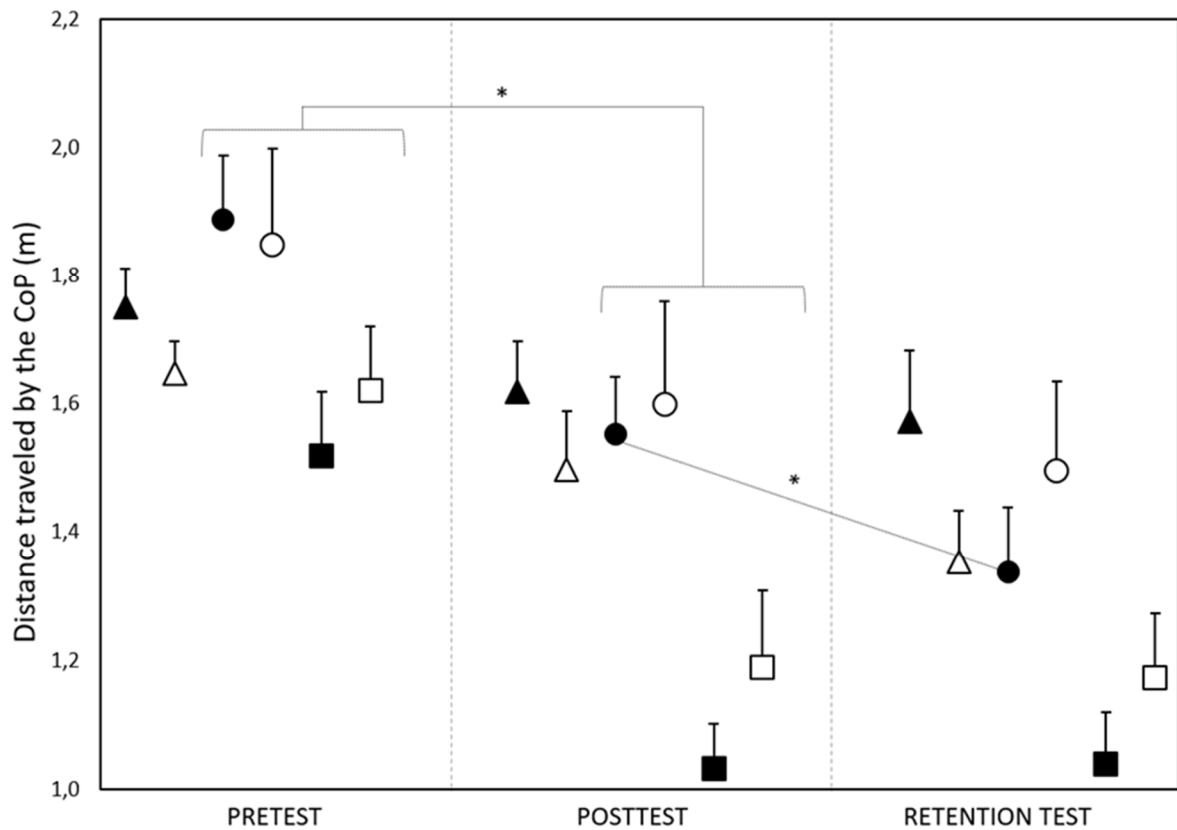 Distance traveled by the CoP (m)
2,2
2,0
1,8
1,6
1,4
1,2
1,0
*
*
PRETEST
POSTTEST
RETENTION TEST